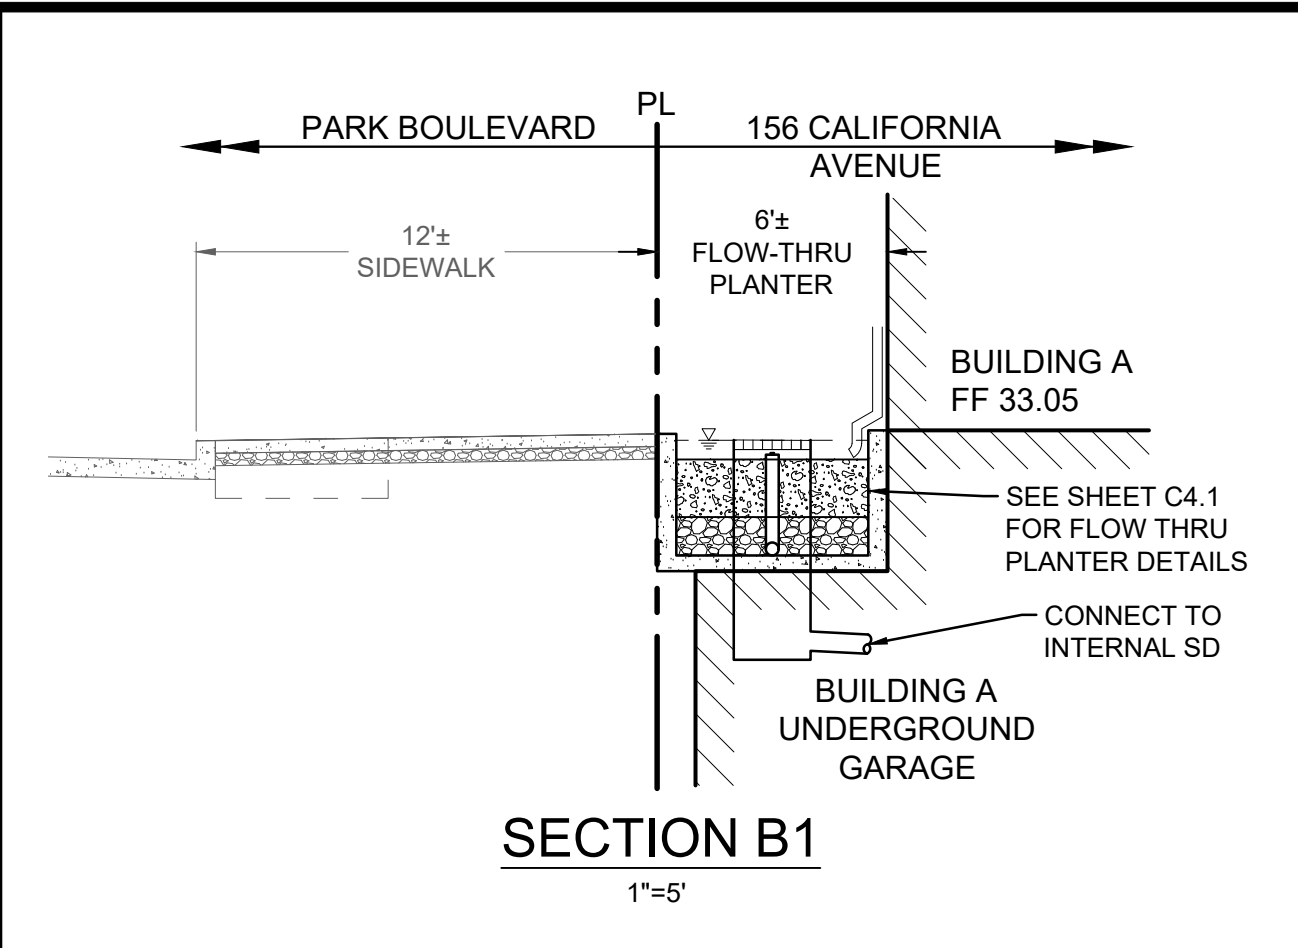 PL
PARK BOULEVARD
156 CALIFORNIA
AVENUE
12'±
SIDEWALK
6'±
FLOW-THRU
PLANTER
BUILDING A
FF 33.05
SEE SHEET C4.1
FOR FLOW THRU
PLANTER DETAILS
CONNECT TO
INTERNAL SD
BUILDING A
UNDERGROUND
GARAGE
SECTION B1
1"=5'